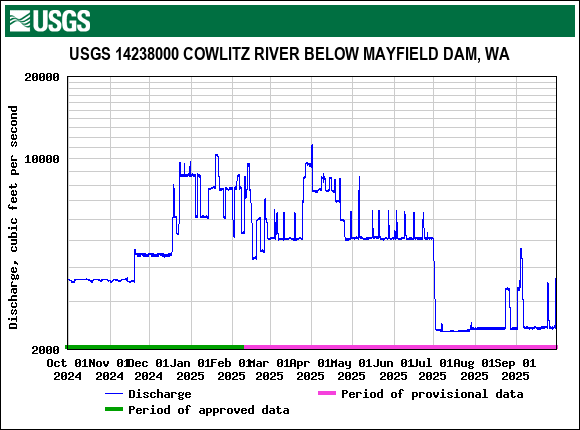 USGS
USGS 14238000 COWLITZ RIVER BELOW MAYFIELD DAM, WA
20000
10000
2000
Discharge, cubic feet per second
Oct 01 Nov 01 Dec 01 Jan 01 Feb 01 Mar 01 Apr 01 May 01 Jun 01 Jul 01 Aug 01 Sep 01
2024 2024 2024 2025 2025 2025 2025 2025 2025 2025 2025 2025
Discharge Period of provisional data
Period of approved data